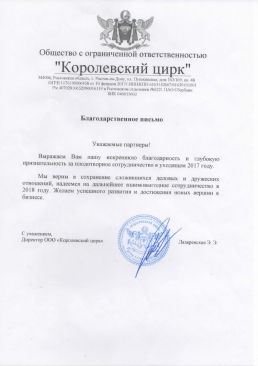 Общество с ограниченной ответственностью
"Королевский цирк"
Благодарственное письмо
Уважаемые партнеры!
Выражаем Вам нашу искреннюю благодарность и глубокую
признательность за плодотворное сотрудничество в уходящем 2017 году.
Мы верим в сохранение сложившихся деловых и дружеских
отношений, надеемся на дальнейшее взаимовыгодное сотрудничество в
2018 году. Желаем успешного развития и достижения новых вершин в
бизнесе.
С уважением,
Директор ООО «Королевский цирк»